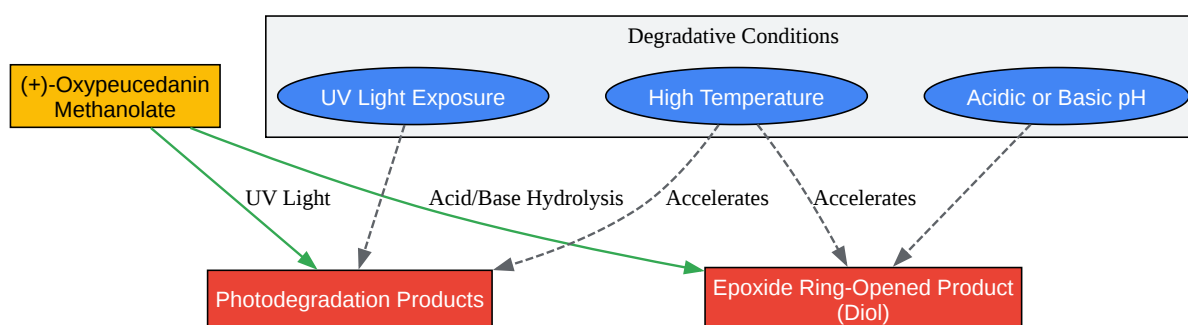 Degradative Conditions
(+)-Oxypeucedanin
Methanolate
UV Light Exposure
High Temperature
Acidic or Basic pH
UV Light
Acid/Base Hydrolysis
Accelerates
Accelerates
Photodegradation Products
Epoxide Ring-Opened Product
(Diol)